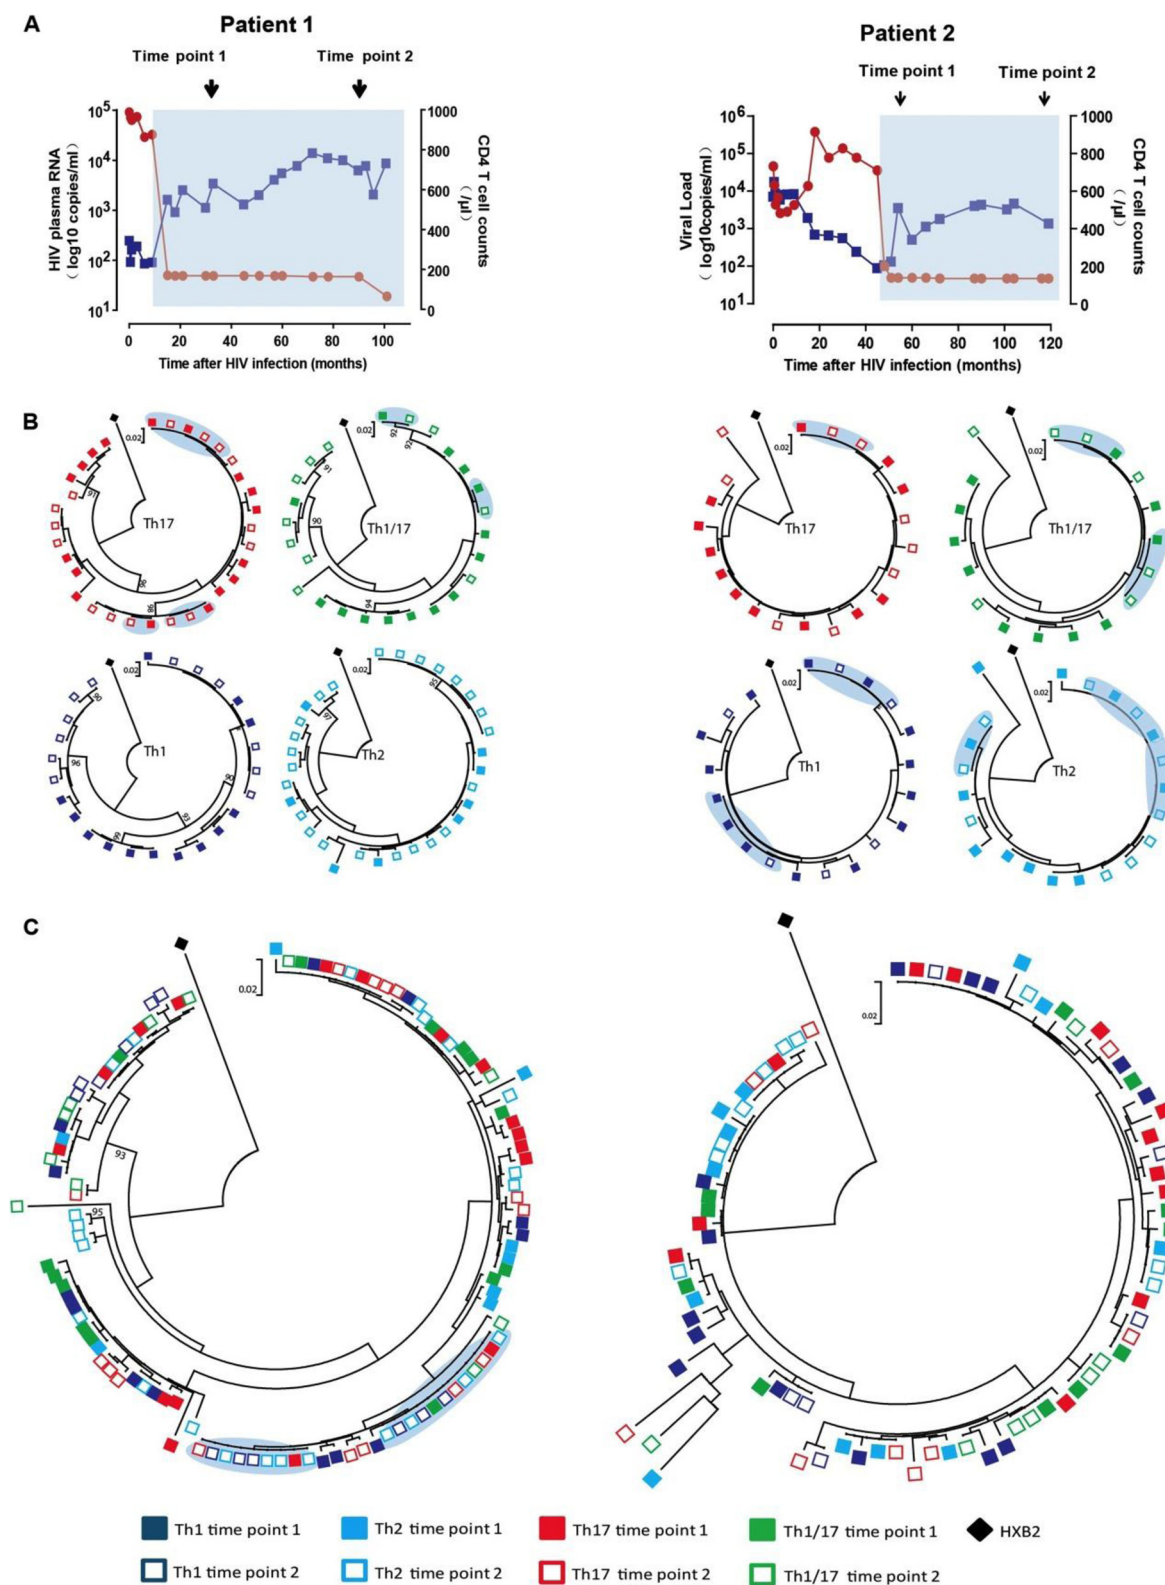 A
Patient 1
Time point 1
Time point 2
HIV plasma RNA
(log10 copies/ml)
10^5
10^4
10^3
10^2
10^1
1000
800
600
400
200
0
CD4 T cell counts
(/µl)
0 20 40 60 80 100
Time after HIV infection (months)
Patient 2
Time point 1
Time point 2
Viral Load
(log10copies/ml)
10^6
10^5
10^4
10^3
10^2
10^1
1000
800
600
400
200
0
CD4 T cell counts
(/µl)
0 20 40 60 80 100 120
Time after HIV infection (months)
B
0.02
91
Th17
98
0.02
92
92
91
90
Th1/17
94
0.02
Th17
0.02
Th1/17
0.02
90
96
Th1
90
93
99
0.02
95
97
Th2
0.02
Th1
0.02
Th2
C
0.02
93
95
0.02
Th1 time point 1
Th2 time point 1
Th17 time point 1
Th1/17 time point 1
HXB2
Th1 time point 2
Th2 time point 2
Th17 time point 2
Th1/17 time point 2